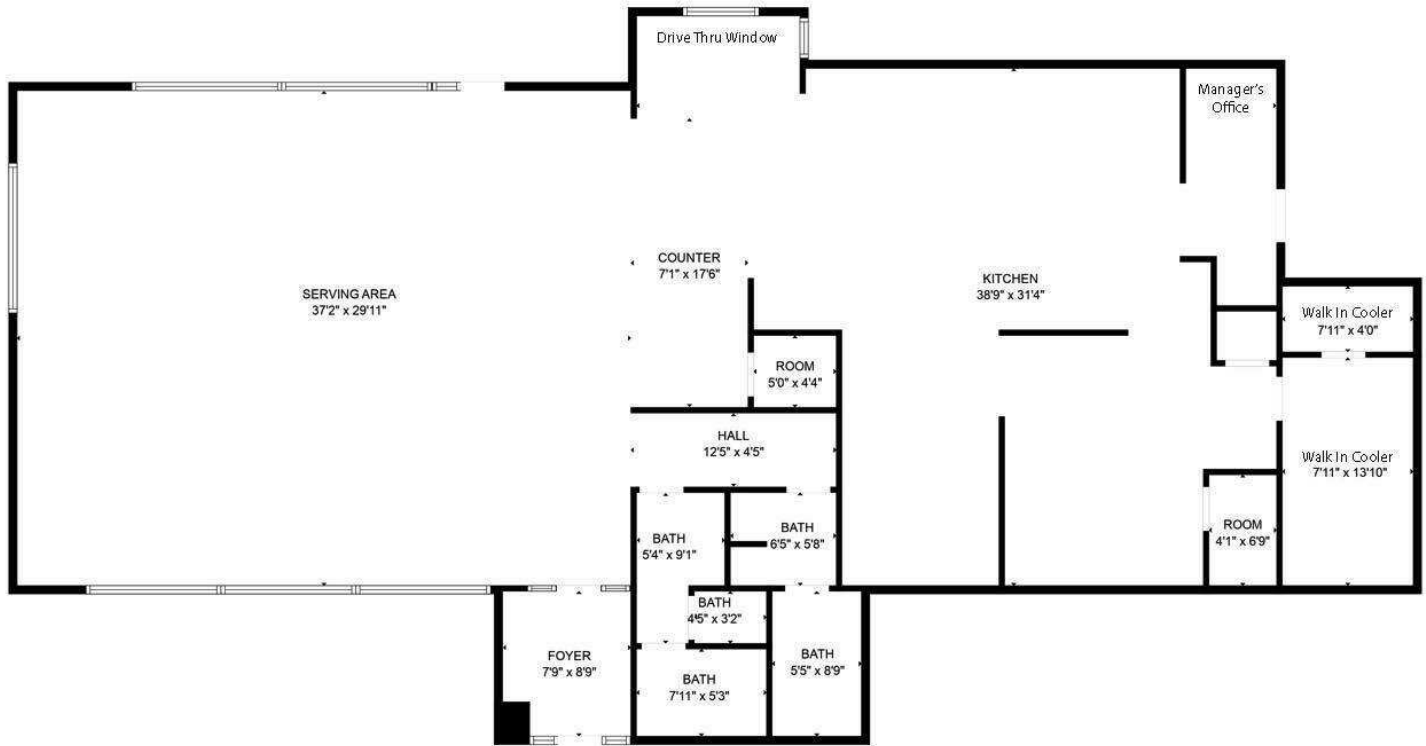 Drive Thru Window
Manager's
Office
COUNTER
7'1" x 17'6"
KITCHEN
38'9" x 31'4"
SERVING AREA
37'2" x 29'11"
Walk In Cooler
7'11" x 4'0"
ROOM
5'0" x 4'4"
HALL
12'5" x 4'5"
Walk In Cooler
7'11" x 13'10"
BATH
5'4" x 9'1"
BATH
6'5" x 5'8"
ROOM
4'1" x 6'9"
BATH
4'5" x 3'2"
FOYER
7'9" x 8'9"
BATH
5'5" x 8'9"
BATH
7'11" x 5'3"